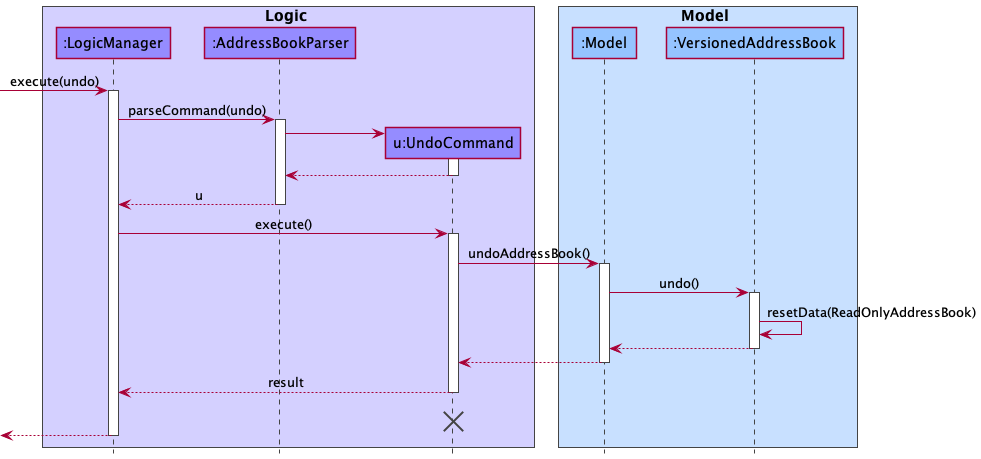 Logic
Model
:LogicManager
:AddressBookParser
:Model
:VersionedAddressBook
execute(undo)
parseCommand(undo)
u:UndoCommand
u
execute()
undoAddressBook()
undo()
resetData(ReadOnlyAddressBook)
result